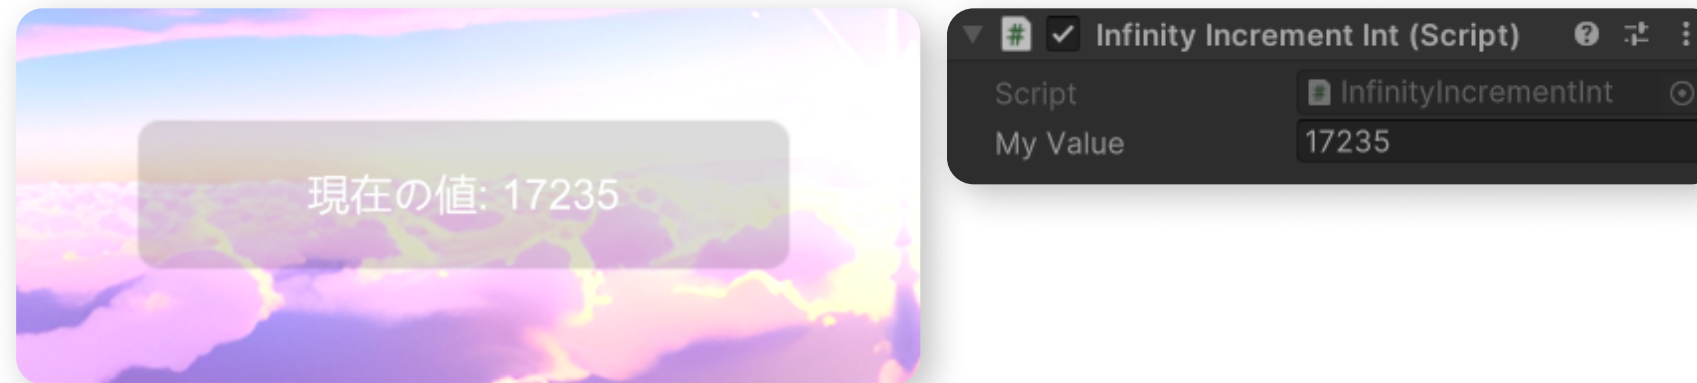 現在の値: 17235
# Infinity Increment Int (Script)
Script # InfinityIncrementInt
My Value 17235